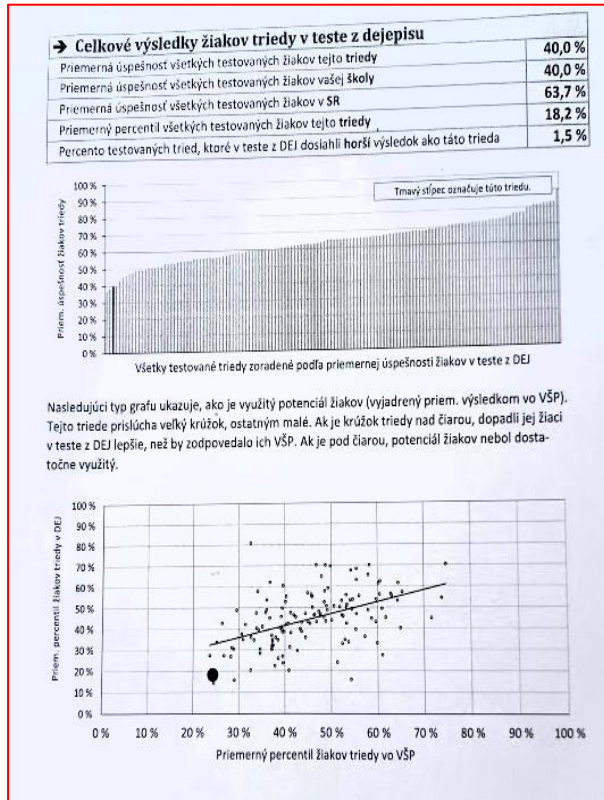 → Celkové výsledky žiakov triedy v teste z dejepisu
Priemerná úspešnosť všetkých testovaných žiakov tejto triedy 40,0 %
Priemerná úspešnosť všetkých testovaných žiakov vašej školy 40,0 %
Priemerná úspešnosť všetkých testovaných žiakov v SR 63,7 %
Priemerný percentil všetkých testovaných žiakov tejto triedy 18,2 %
Percento testovaných tried, ktoré v teste z DEJ dosiahli horší výsledok ako táto trieda 1,5 %
Priem. úspešnosť žiakov triedy
100 %
90 %
80 %
70 %
60 %
50 %
40 %
30 %
20 %
10 %
0 %
Tmavý stĺpec označuje túto triedu.
Všetky testované triedy zoradené podľa priemernej úspešnosti žiakov v teste z DEJ
Nasledujúci typ grafu ukazuje, ako je využitý potenciál žiakov (vyjadrený priem. výsledkom vo VŠP).
Tejto triede prislúcha veľký krúžok, ostatným malé. Ak je krúžok triedy nad čiarou, dopadli jej žiaci
v teste z DEJ lepšie, než by zodpovedalo ich VŠP. Ak je pod čiarou, potenciál žiakov nebol dosta-
točne využitý.
Priem. percentil žiakov triedy v DEJ
100 %
90 %
80 %
70 %
60 %
50 %
40 %
30 %
20 %
10 %
0 %
0 % 10 % 20 % 30 % 40 % 50 % 60 % 70 % 80 % 90 % 100 %
Priemerný percentil žiakov triedy vo VŠP